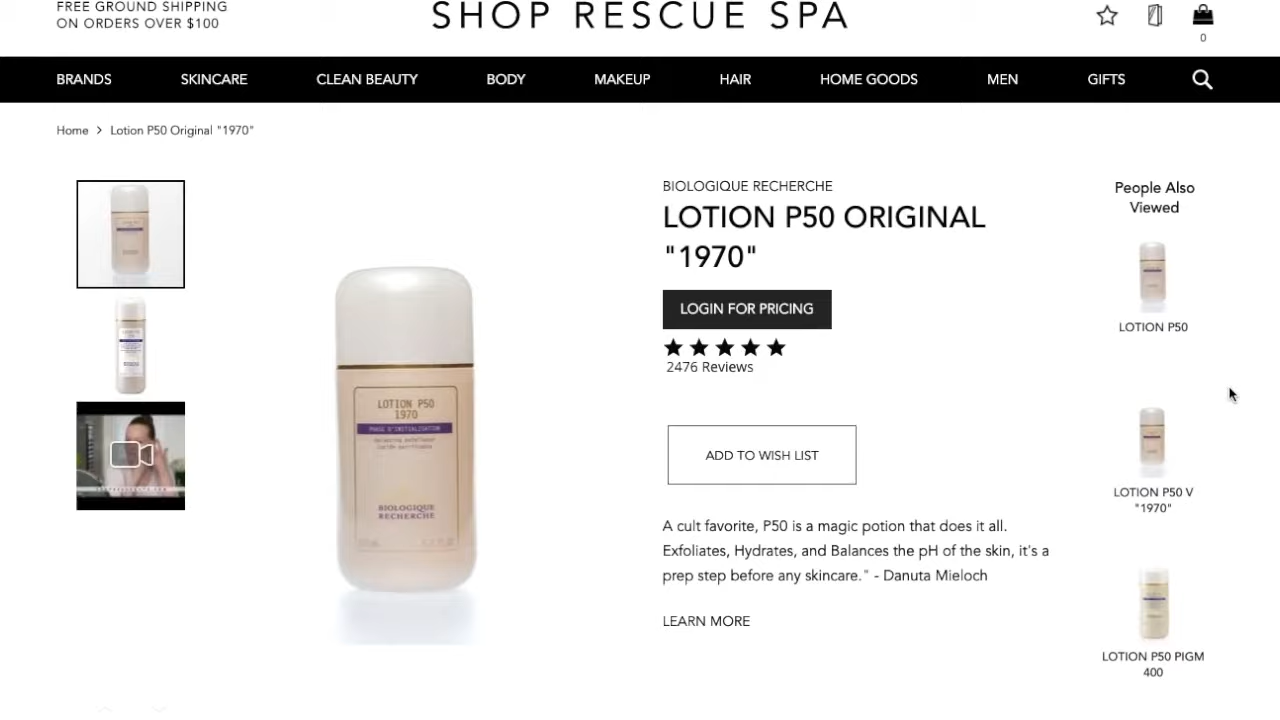 FREE GROUND SHIPPING
ON ORDERS OVER $100
SHOP RESCUE SPA
0
BRANDS SKINCARE CLEAN BEAUTY BODY MAKEUP HAIR HOME GOODS MEN GIFTS
Home > Lotion P50 Original "1970"
BIOLOGIQUE RECHERCHE
LOTION P50 ORIGINAL
"1970"
LOGIN FOR PRICING
2476 Reviews
ADD TO WISH LIST
A cult favorite, P50 is a magic potion that does it all.
Exfoliates, Hydrates, and Balances the pH of the skin, it's a
prep step before any skincare." - Danuta Mieloch
LEARN MORE
LOTION P50
1970
PHASE D'INITIALISATION
BIOLOGIQUE
RECHERCHE
People Also
Viewed
LOTION P50
LOTION P50 V
"1970"
LOTION P50 PIGM
400